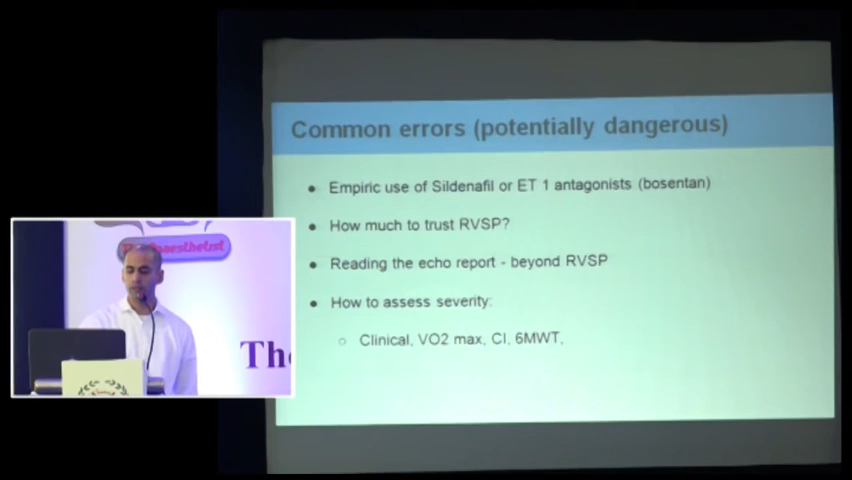 Common errors (potentially dangerous)
● Empiric use of Sildenafil or ET 1 antagonists (bosentan)
● How much to trust RVSP?
● Reading the echo report - beyond RVSP
● How to assess severity:
○ Clinical, VO2 max, CI, 6MWT,
The